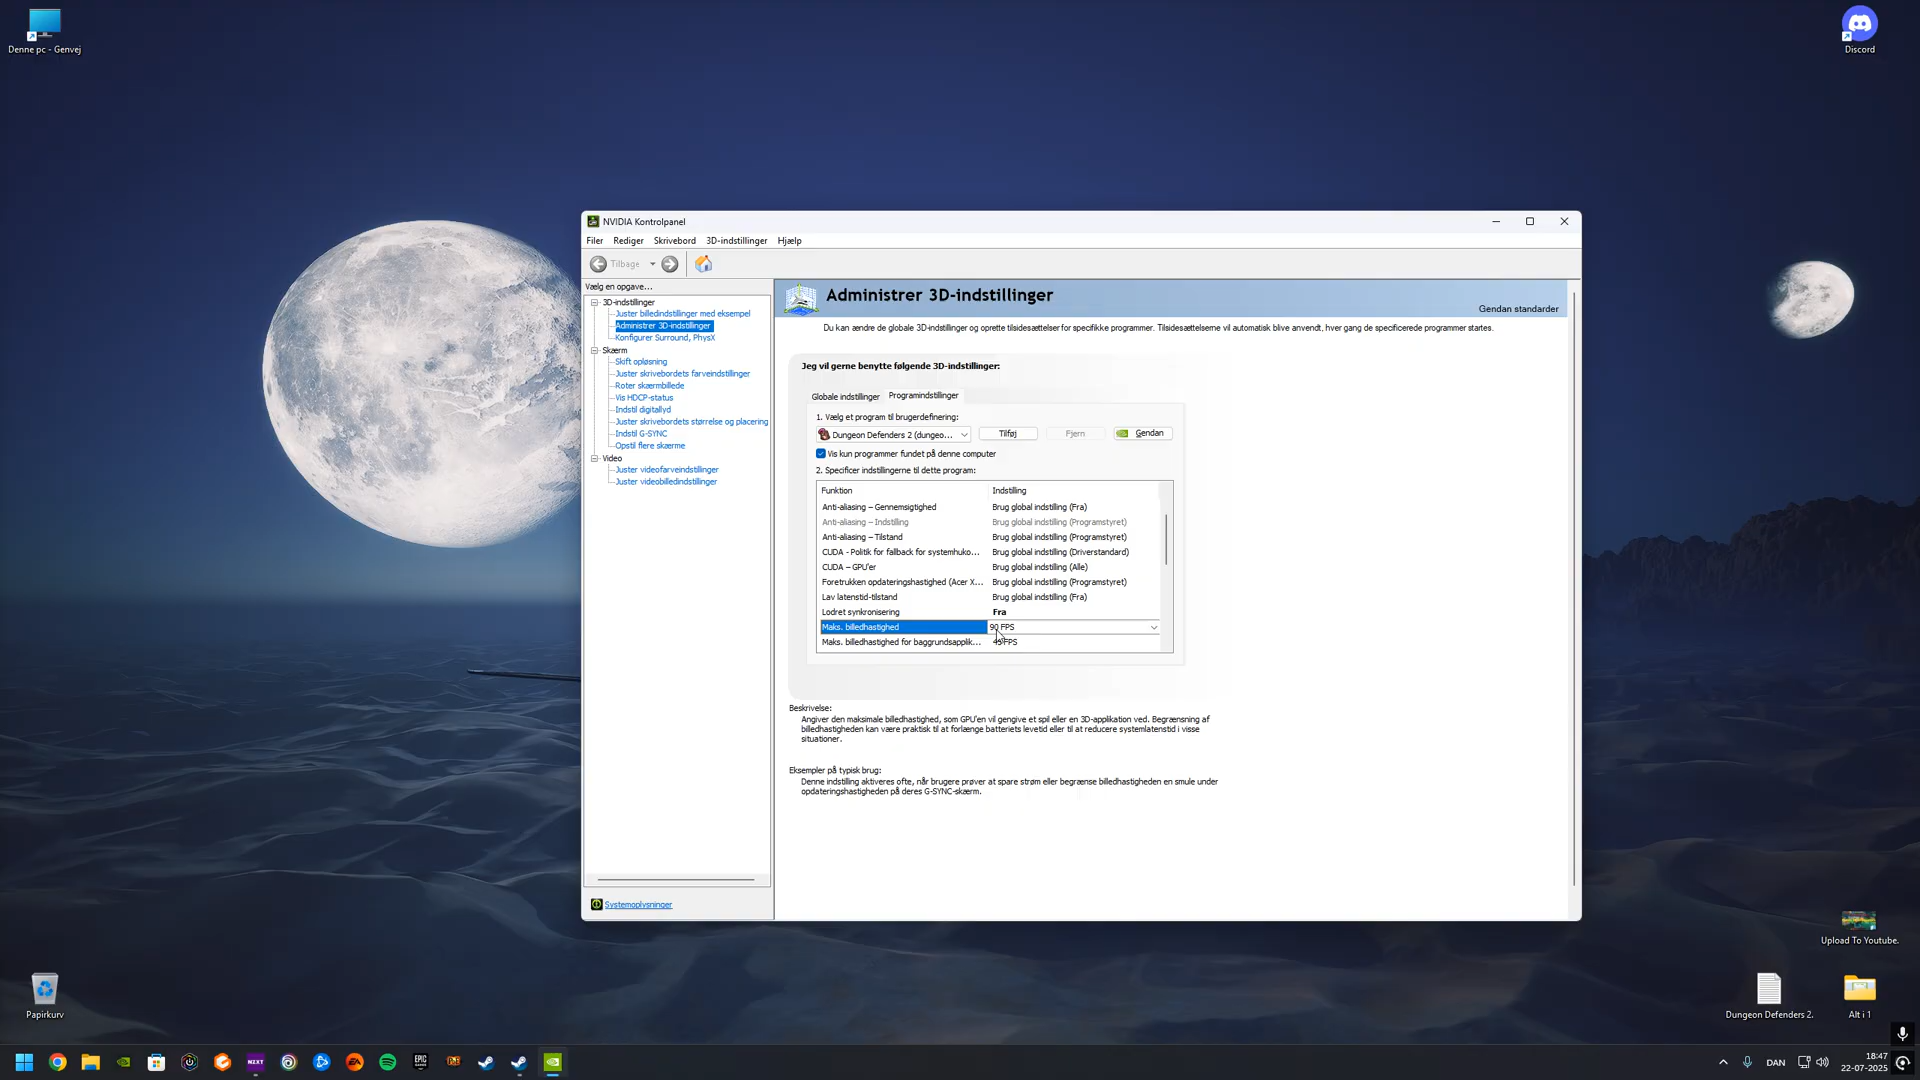 Denne pc - Genvej
Discord
NVIDIA Kontrolpanel
Filer Rediger Skrivebord 3D-indstillinger Hjælp
Tilbage
Vælg en opgave...
3D-indstillinger
Juster billedindstillinger med eksempel
Administrer 3D-indstillinger
Konfigurer Surround, PhysX
Skærm
Skift opløsning
Juster skrivebordets farveindstillinger
Roter skærmbillede
Vis HDCP-status
Indstil digitallyd
Juster skrivebordets størrelse og placering
Indstil G-SYNC
Opstil flere skærme
Video
Juster videofarveindstillinger
Juster videobilledindstillinger
Systemoplysninger
Administrer 3D-indstillinger
Gendan standarder
Du kan ændre de globale 3D-indstillinger og oprette tilsidesættelser for specifikke programmer. Tilsidesættelserne vil automatisk blive anvendt, hver gang de specificerede programmer startes.
Jeg vil gerne benytte følgende 3D-indstillinger:
Globale indstillinger Programindstillinger
1. Vælg et program til brugerdefinering:
Dungeon Defenders 2 (dungeo... Tilføj Fjern Gendan
Vis kun programmer fundet på denne computer
2. Specificer indstillingerne til dette program:
Funktion Indstilling
Anti-aliasing – Gennemsigtighed Brug global indstilling (Fra)
Anti-aliasing – Indstilling Brug global indstilling (Programstyret)
Anti-aliasing – Tilstand Brug global indstilling (Programstyret)
CUDA - Politik for fallback for systemhuko... Brug global indstilling (Driverstandard)
CUDA – GPU'er Brug global indstilling (Alle)
Foretrukken opdateringshastighed (Acer X... Brug global indstilling (Programstyret)
Lav latenstid-tilstand Brug global indstilling (Fra)
Lodret synkronisering Fra
Maks. billedhastighed 90 FPS
Maks. billedhastighed for baggrundsapplik... 45 FPS
Beskrivelse:
Angiver den maksimale billedhastighed, som GPU'en vil gengive et spil eller en 3D-applikation ved. Begrænsning af
billedhastigheden kan være praktisk til at forlænge batteriets levetid eller til at reducere systemlatenstid i visse
situationer.
Eksempler på typisk brug:
Denne indstilling aktiveres ofte, når brugere prøver at spare strøm eller begrænse billedhastigheden en smule under
opdateringshastigheden på deres G-SYNC-skærm.
Upload To Youtube.
Papirkurv
Dungeon Defenders 2.
Alt i 1
NZXT
EPIC
GAMES
DAN
18:47
22-07-2025